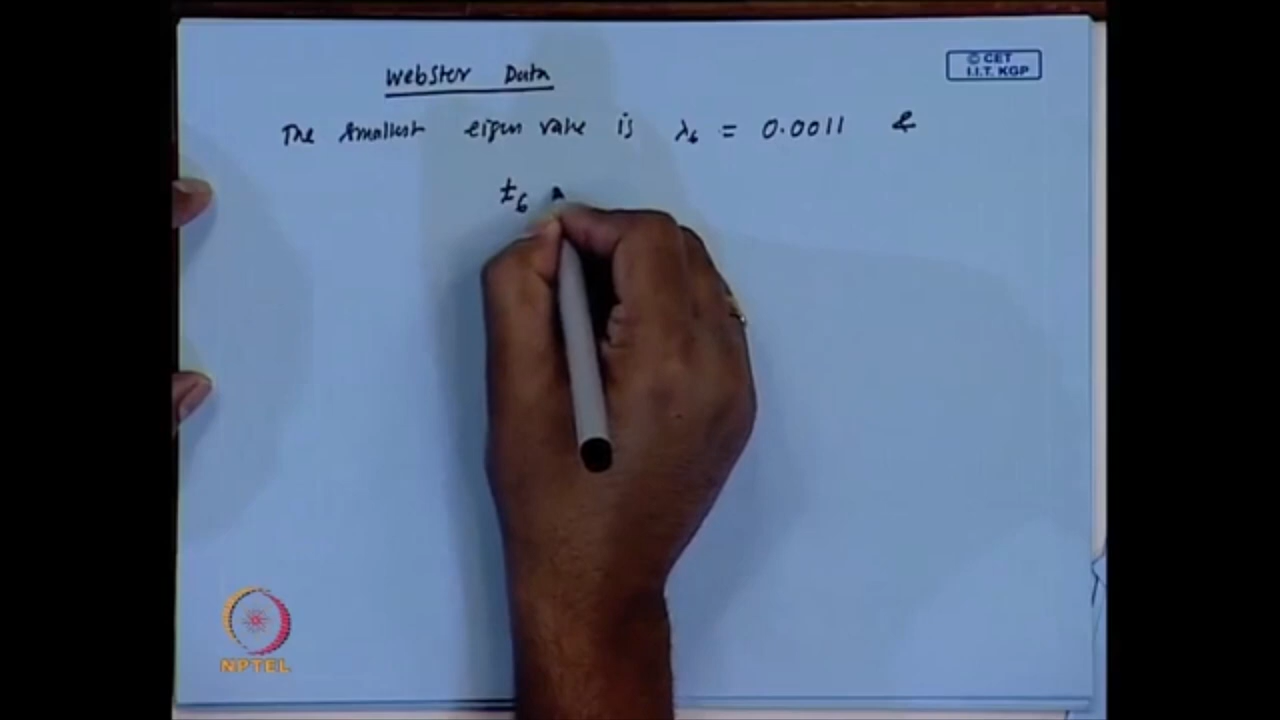 Webster Data
© CET
I.I.T. KGP
The smallest eigen value is λ₆ = 0.0011 &
t₆
NPTEL